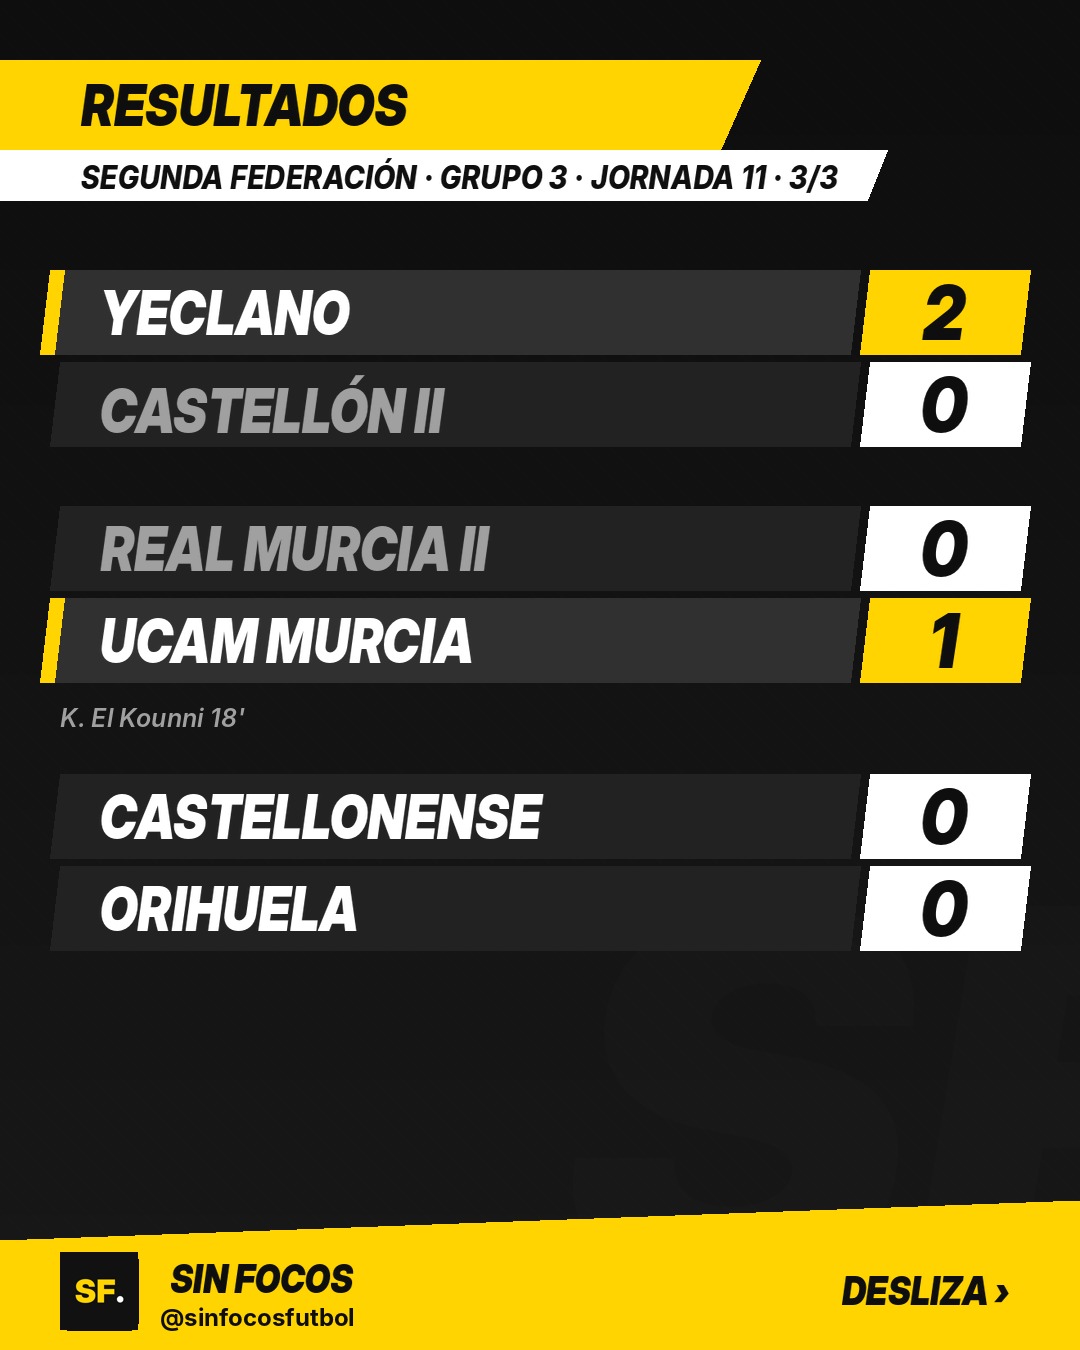 RESULTADOS
SEGUNDA FEDERACIÓN · GRUPO 3 · JORNADA 11 · 3/3
YECLANO 2
CASTELLÓN II 0
REAL MURCIA II 0
UCAM MURCIA 1
K. El Kounni 18'
CASTELLONENSE 0
ORIHUELA 0
SF
SF.
SIN FOCOS
@sinfocosfutbol
DESLIZA ›